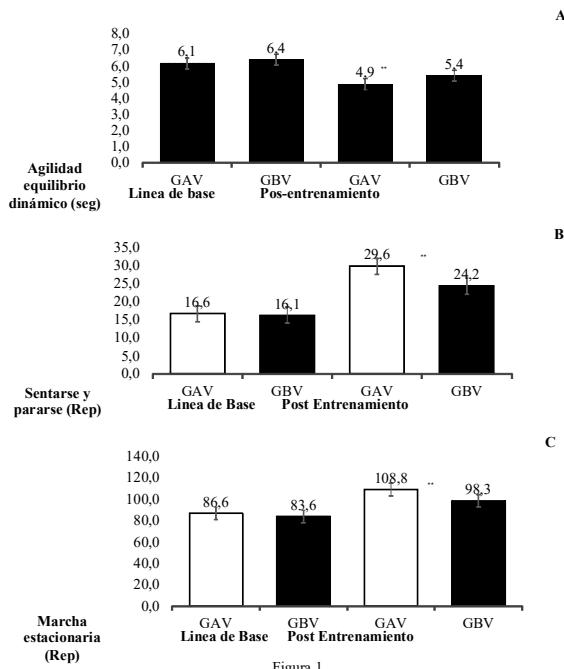 A
8,0
7,0
6,0
5,0
4,0
3,0
2,0
1,0
0,0
6,1
6,4
4,9 ..
5,4
GAV GBV GAV GBV
Linea de base Pos-entrenamiento
Agilidad
equilibrio
dinámico (seg)
B
35,0
30,0
25,0
20,0
15,0
10,0
5,0
0,0
16,6
16,1
29,6 ..
24,2
GAV GBV GAV GBV
Linea de Base Post Entrenamiento
Sentarse y
pararse (Rep)
C
140,0
120,0
100,0
80,0
60,0
40,0
20,0
0,0
86,6
83,6
108,8 ..
98,3
GAV GBV GAV GBV
Linea de Base Post Entrenamiento
Marcha
estacionaria
(Rep)
Figura 1